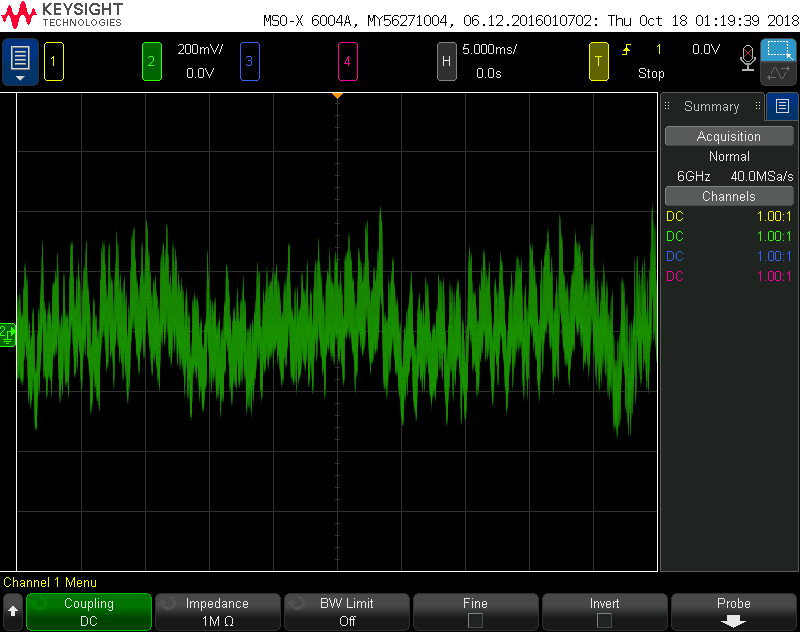 KEYSIGHT
TECHNOLOGIES
MSO-X 6004A, MY56271004, 06.12.2016010702: Thu Oct 18 01:19:39 2018
1
2
200mV/
0.0V
3
4
H
5.000ms/
0.0s
T
1
0.0V
Stop
Summary
Acquisition
Normal
6GHz 40.0MSa/s
Channels
DC 1.00:1
DC 1.00:1
DC 1.00:1
DC 1.00:1
2
Channel 1 Menu
Coupling
DC
Impedance
1M Ω
BW Limit
Off
Fine
Invert
Probe